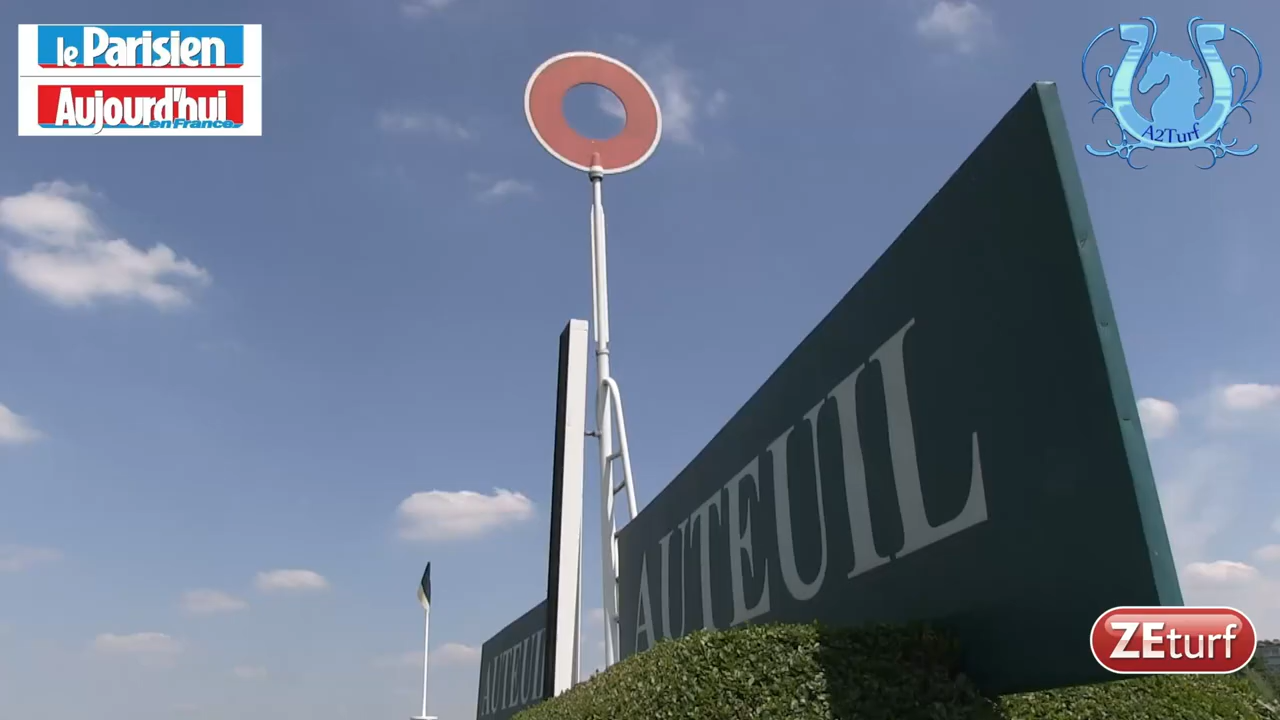 le Parisien
Aujourd'hui
en France
A2Turf
AUTEUIL
AUTEUIL
ZEturf